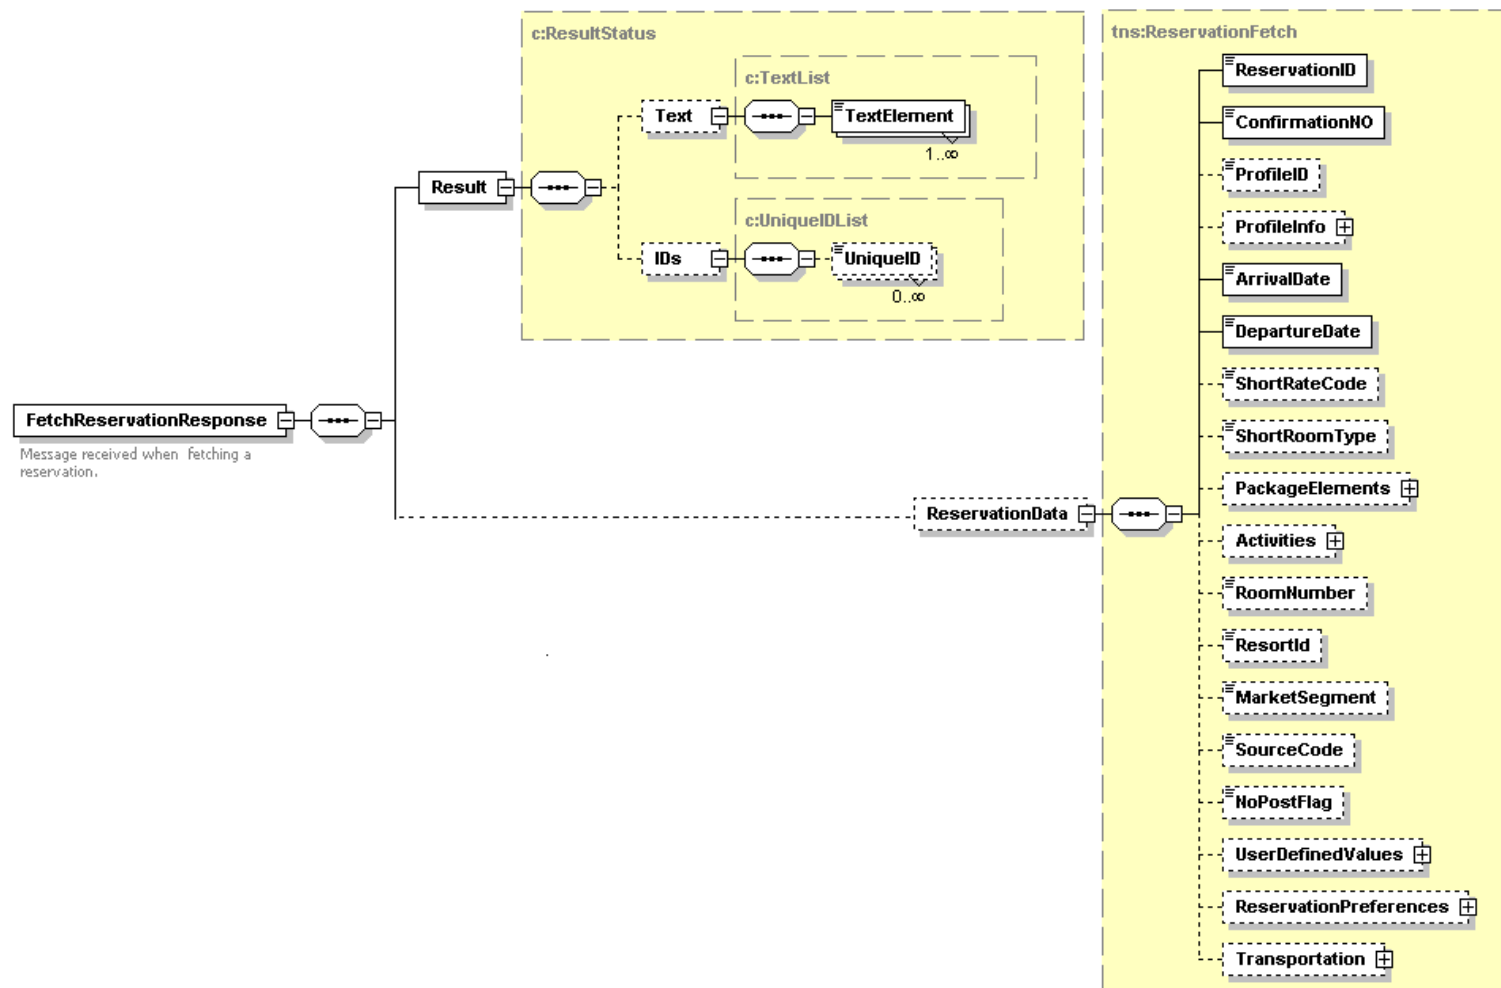 c:ResultStatus
tns:ReservationFetch
c:TextList
Text
TextElement
1..∞
Result
c:UniqueIDList
IDs
UniqueID
0..∞
FetchReservationResponse
Message received when fetching a
reservation.
ReservationData
ReservationID
ConfirmationNO
ProfileID
ProfileInfo
ArrivalDate
DepartureDate
ShortRateCode
ShortRoomType
PackageElements
Activities
RoomNumber
ResortId
MarketSegment
SourceCode
NoPostFlag
UserDefinedValues
ReservationPreferences
Transportation